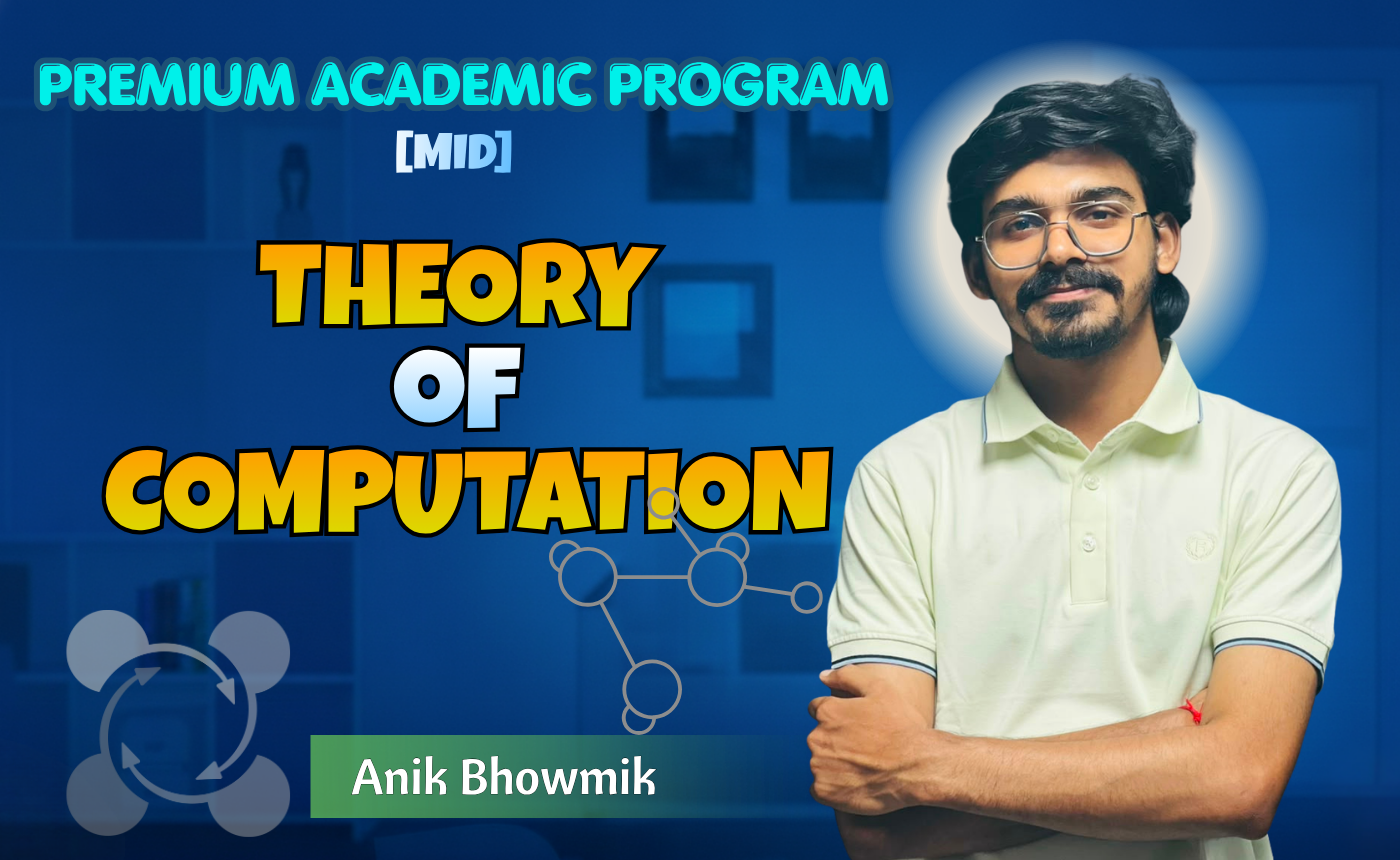 PREMIUM ACADEMIC PROGRAM
[MID]
THEORY
OF
COMPUTATION
Anik Bhowmik